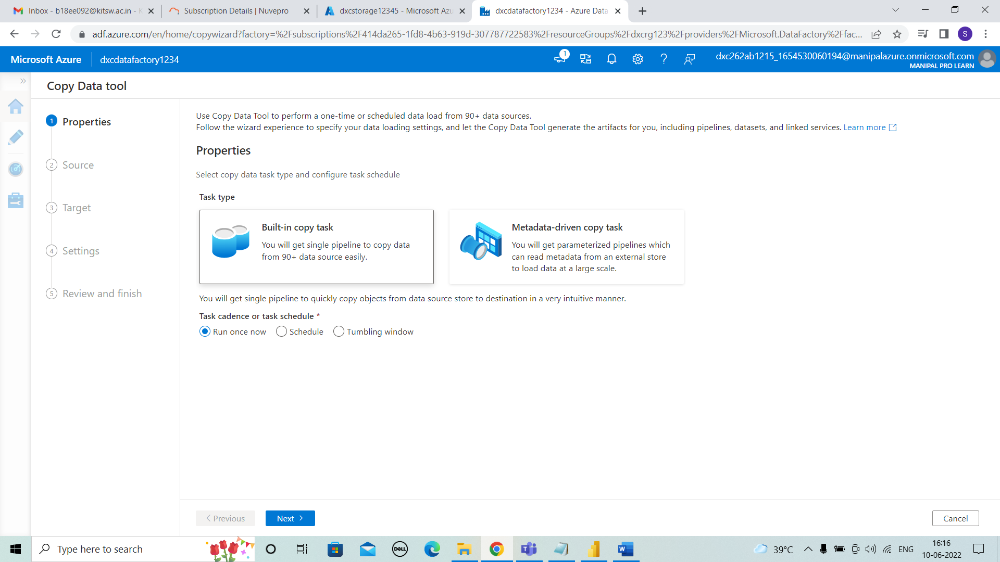 Inbox - b18ee092@kitsw.ac.in - K
Subscription Details | Nuvepro
dxcstorage12345 - Microsoft Azu
dxcdatafactory1234 - Azure Data
adf.azure.com/en/home/copywizard?factory=%2Fsubscriptions%2F414da265-1fd8-4b63-919d-307787722583%2FresourceGroups%2Fdxcrg123%2Fproviders%2FMicrosoft.DataFactory%2Ffac...
S
Microsoft Azure
dxcdatafactory1234
1
dxc262ab1215_1654530060194@manipalazure.onmicrosoft.com
MANIPAL PRO LEARN
Copy Data tool
1 Properties
2 Source
3 Target
4 Settings
5 Review and finish
Use Copy Data Tool to perform a one-time or scheduled data load from 90+ data sources.
Follow the wizard experience to specify your data loading settings, and let the Copy Data Tool generate the artifacts for you, including pipelines, datasets, and linked services. Learn more
Properties
Select copy data task type and configure task schedule
Task type
Built-in copy task
You will get single pipeline to copy data
from 90+ data source easily.
Metadata-driven copy task
You will get parameterized pipelines which
can read metadata from an external store
to load data at a large scale.
You will get single pipeline to quickly copy objects from data source store to destination in a very intuitive manner.
Task cadence or task schedule *
Run once now
Schedule
Tumbling window
< Previous
Next >
Cancel
Type here to search
DELL
T
W
39°C
ENG
16:16
10-06-2022